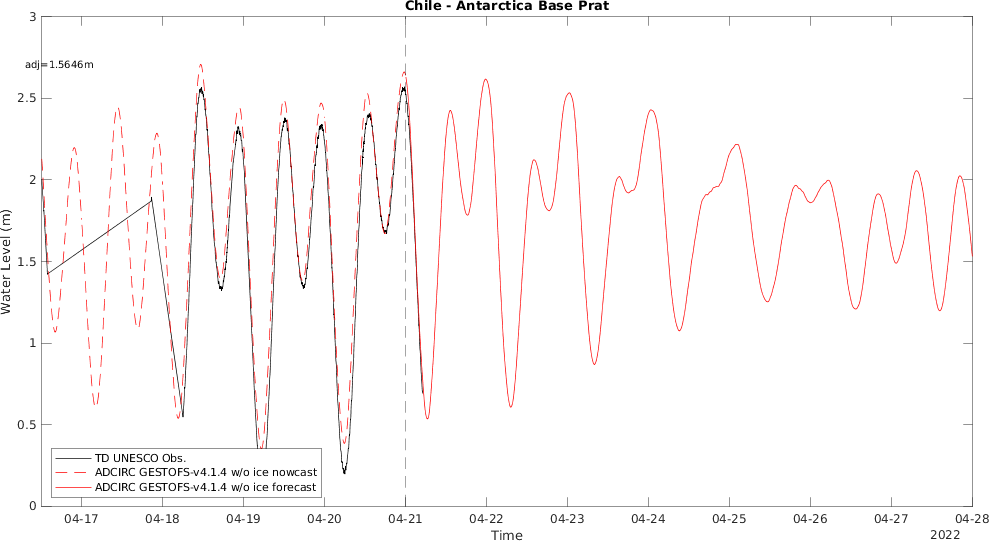 Chile - Antarctica Base Prat
adj=1.5646m
Water Level (m)
3
2.5
2
1.5
1
0.5
0
TD UNESCO Obs.
ADCIRC GESTOFS-v4.1.4 w/o ice nowcast
ADCIRC GESTOFS-v4.1.4 w/o ice forecast
04-17 04-18 04-19 04-20 04-21 04-22 04-23 04-24 04-25 04-26 04-27 04-28
Time
2022